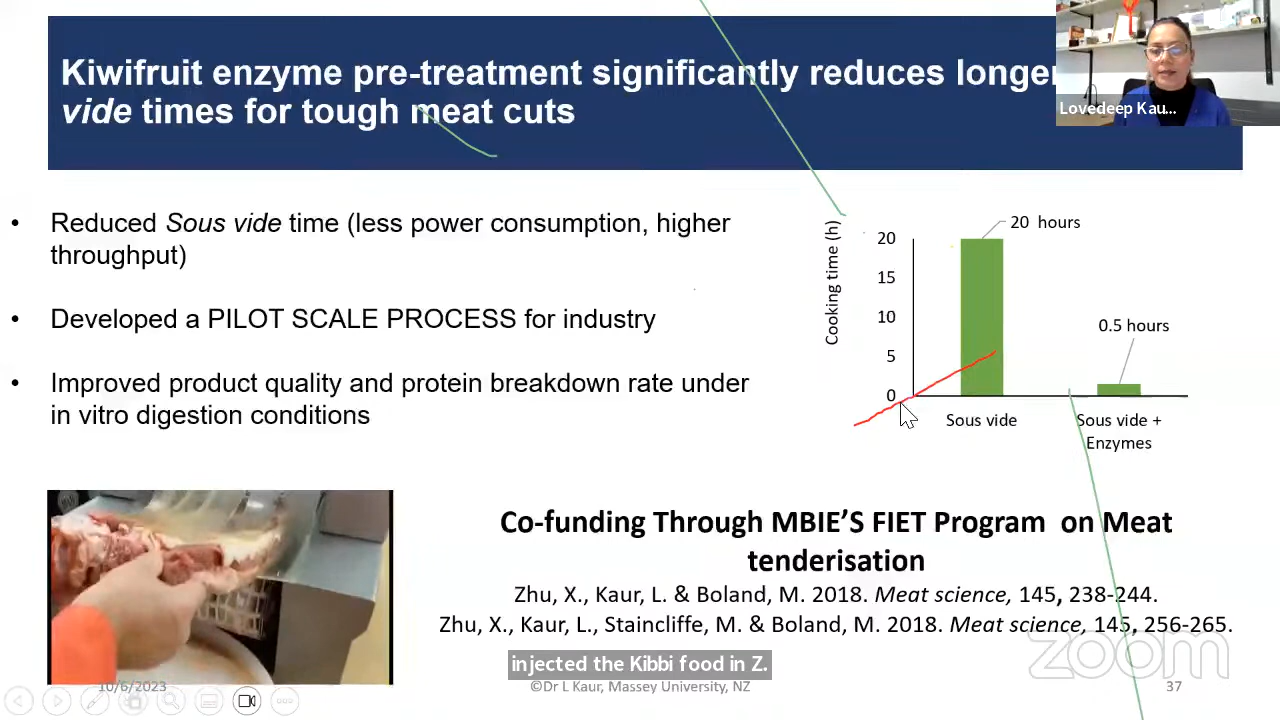 Kiwifruit enzyme pre-treatment significantly reduces longer
vide times for tough meat cuts
Lovedeep Kau...
• Reduced Sous vide time (less power consumption, higher
throughput)
• Developed a PILOT SCALE PROCESS for industry
• Improved product quality and protein breakdown rate under
in vitro digestion conditions
Cooking time (h)
20
15
10
5
0
20 hours
0.5 hours
Sous vide
Sous vide +
Enzymes
Co-funding Through MBIE'S FIET Program on Meat
tenderisation
Zhu, X., Kaur, L. & Boland, M. 2018. Meat science, 145, 238-244.
Zhu, X., Kaur, L., Staincliffe, M. & Boland, M. 2018. Meat science, 145, 256-265.
injected the Kibbi food in Z.
zoom
10/6/2023
©Dr L Kaur, Massey University, NZ
37